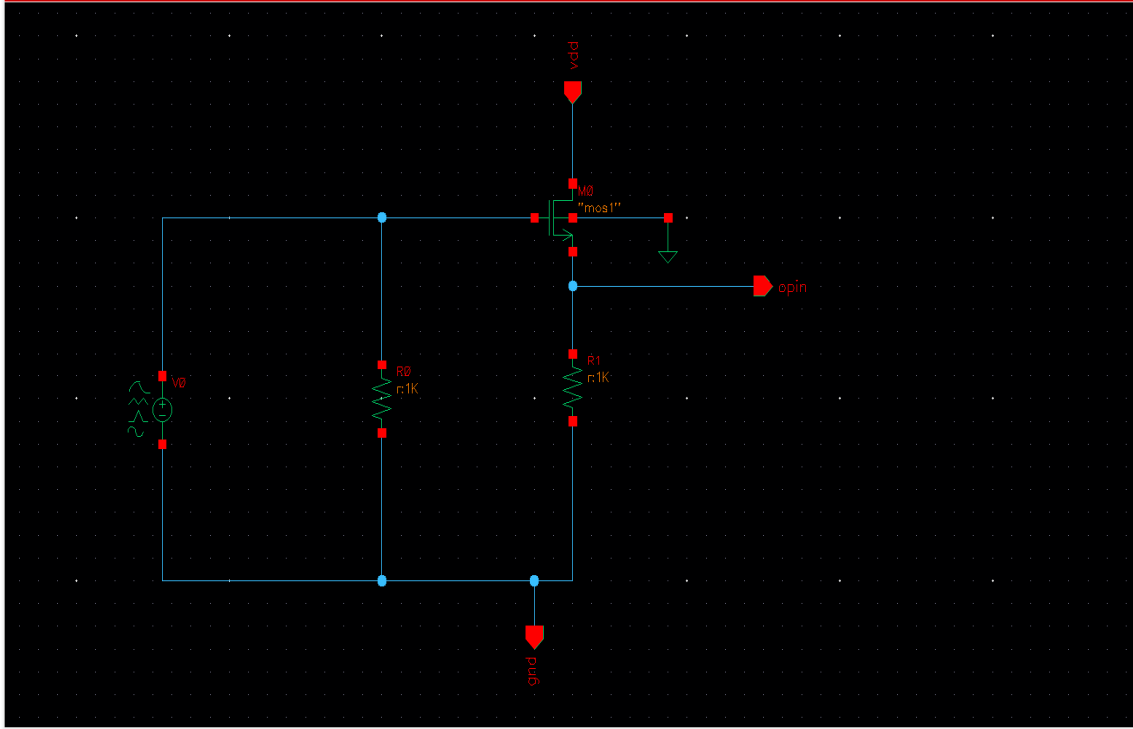 vdd
M0
"mos1"
opin
V0
R0
r:1K
R1
r:1K
gnd